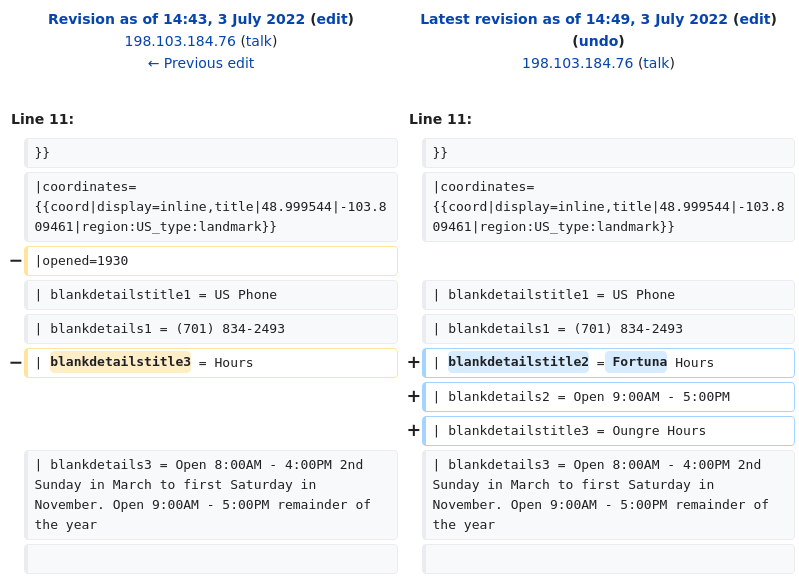 Revision as of 14:43, 3 July 2022 (edit)
198.103.184.76 (talk)
← Previous edit
Latest revision as of 14:49, 3 July 2022 (edit)
(undo)
198.103.184.76 (talk)
Line 11:
Line 11:
}}
}}
|coordinates=
{{coord|display=inline,title|48.999544|-103.8
09461|region:US_type:landmark}}
|coordinates=
{{coord|display=inline,title|48.999544|-103.8
09461|region:US_type:landmark}}
− |opened=1930
| blankdetailstitle1 = US Phone
| blankdetailstitle1 = US Phone
| blankdetails1 = (701) 834-2493
| blankdetails1 = (701) 834-2493
− | blankdetailstitle3 = Hours
+ | blankdetailstitle2 = Fortuna Hours
+ | blankdetails2 = Open 9:00AM - 5:00PM
+ | blankdetailstitle3 = Oungre Hours
| blankdetails3 = Open 8:00AM - 4:00PM 2nd
Sunday in March to first Saturday in
November. Open 9:00AM - 5:00PM remainder of
the year
| blankdetails3 = Open 8:00AM - 4:00PM 2nd
Sunday in March to first Saturday in
November. Open 9:00AM - 5:00PM remainder of
the year